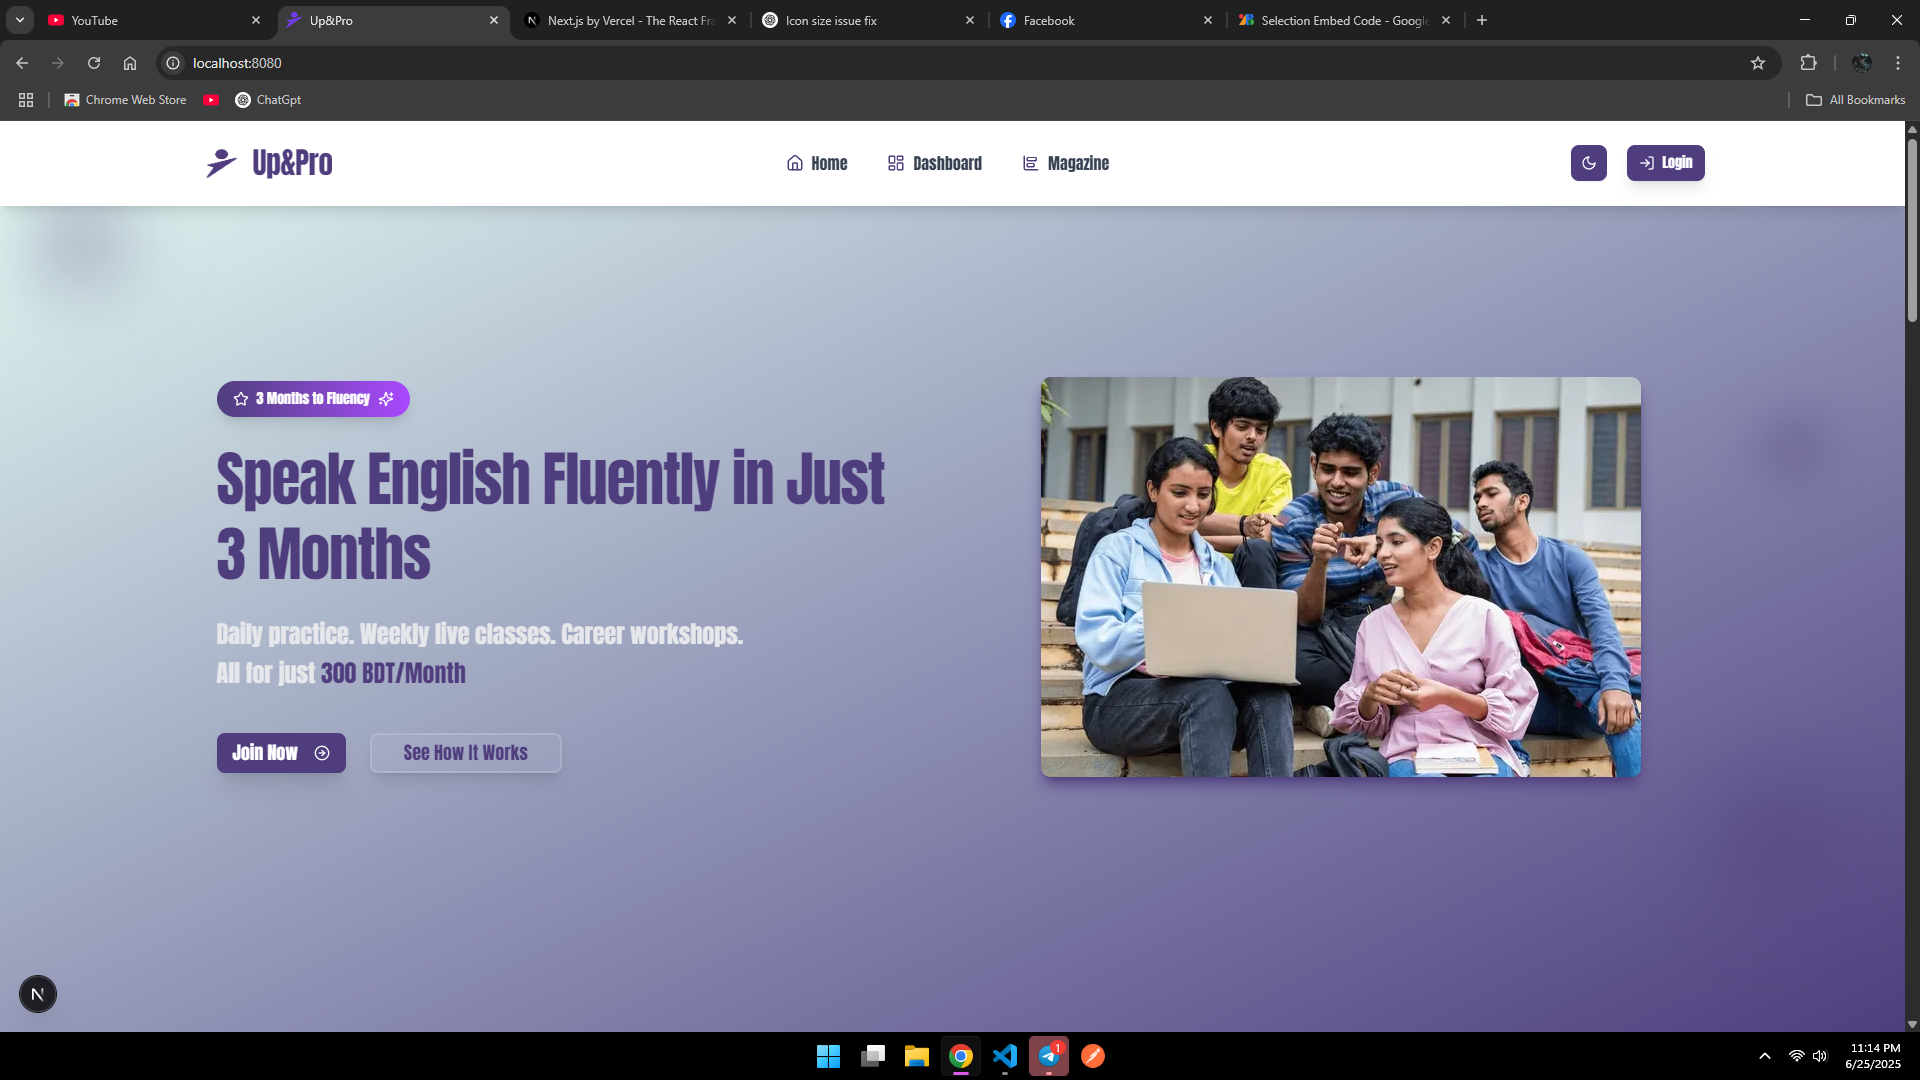 YouTube
Up&Pro
Next.js by Vercel - The React Fra
Icon size issue fix
Facebook
Selection Embed Code - Google
localhost:8080
Chrome Web Store
ChatGpt
All Bookmarks
Up&Pro
Home
Dashboard
Magazine
Login
3 Months to Fluency
Speak English Fluently in Just
3 Months
Daily practice. Weekly live classes. Career workshops.
All for just 300 BDT/Month
Join Now
See How It Works
N
1
11:14 PM
6/25/2025